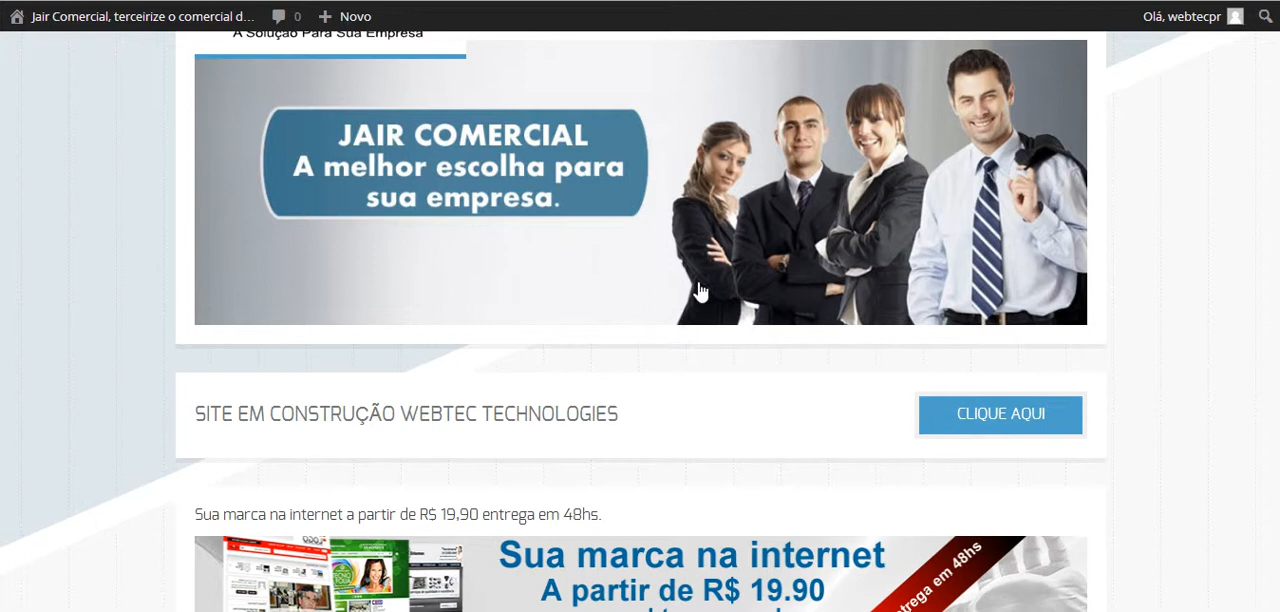 Jair Comercial, terceirize o comercial d... 0 Novo Olá, webtecpr
A Solução Para Sua Empresa
JAIR COMERCIAL
A melhor escolha para
sua empresa.
SITE EM CONSTRUÇÃO WEBTEC TECHNOLOGIES
CLIQUE AQUI
Sua marca na internet a partir de R$ 19,90 entrega em 48hs.
Sua marca na internet
A partir de R$ 19.90
entrega em 48hs